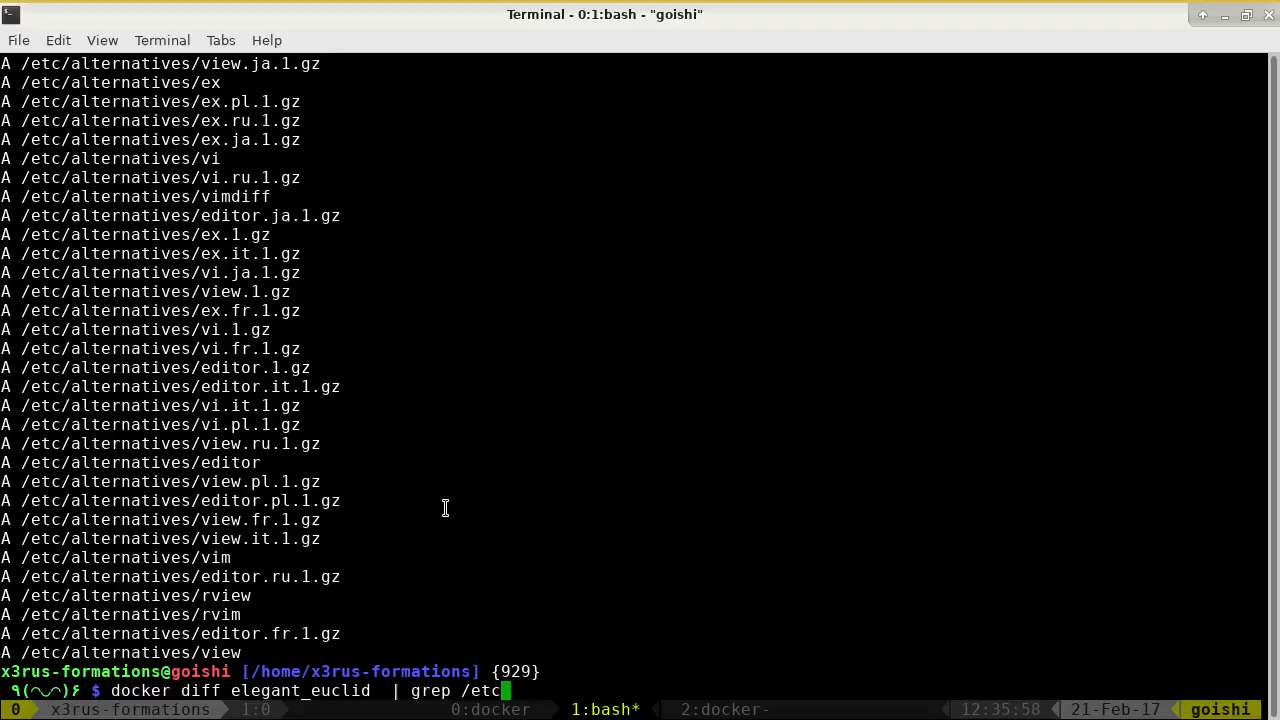 Terminal - 0:1:bash - "goishi"
File Edit View Terminal Tabs Help
A /etc/alternatives/view.ja.1.gz
A /etc/alternatives/ex
A /etc/alternatives/ex.pl.1.gz
A /etc/alternatives/ex.ru.1.gz
A /etc/alternatives/ex.ja.1.gz
A /etc/alternatives/vi
A /etc/alternatives/vi.ru.1.gz
A /etc/alternatives/vimdiff
A /etc/alternatives/editor.ja.1.gz
A /etc/alternatives/ex.1.gz
A /etc/alternatives/ex.it.1.gz
A /etc/alternatives/vi.ja.1.gz
A /etc/alternatives/view.1.gz
A /etc/alternatives/ex.fr.1.gz
A /etc/alternatives/vi.1.gz
A /etc/alternatives/vi.fr.1.gz
A /etc/alternatives/editor.1.gz
A /etc/alternatives/editor.it.1.gz
A /etc/alternatives/vi.it.1.gz
A /etc/alternatives/vi.pl.1.gz
A /etc/alternatives/view.ru.1.gz
A /etc/alternatives/editor
A /etc/alternatives/view.pl.1.gz
A /etc/alternatives/editor.pl.1.gz
A /etc/alternatives/view.fr.1.gz
A /etc/alternatives/view.it.1.gz
A /etc/alternatives/vim
A /etc/alternatives/editor.ru.1.gz
A /etc/alternatives/rview
A /etc/alternatives/rvim
A /etc/alternatives/editor.fr.1.gz
A /etc/alternatives/view
x3rus-formations@goishi [/home/x3rus-formations] {929}
٩(◠‿◠)۶ $ docker diff elegant_euclid  | grep /etc
0 x3rus-formations 1:0 0:docker 1:bash* 2:docker- 12:35:58 21-Feb-17 goishi